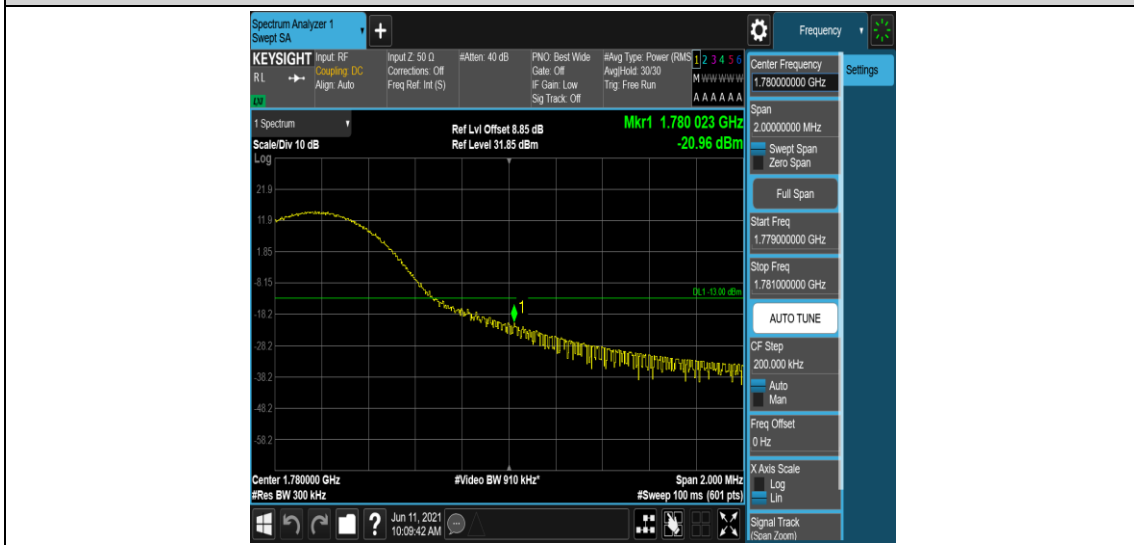 Spectrum Analyzer 1
Swept SA
+
Frequency
KEYSIGHT
RL
Input: RF
Coupling: DC
Align: Auto
Input Z: 50 Ω
Corrections: Off
Freq Ref: Int (S)
#Atten: 40 dB
PNO: Best Wide
Gate: Off
IF Gain: Low
Sig Track: Off
#Avg Type: Power (RMS
Avg|Hold: 30/30
Trig: Free Run
1 2 3 4 5 6
M W W W W W
A A A A A A
Center Frequency
1.780000000 GHz
Settings
Span
2.00000000 MHz
Swept Span
Zero Span
Full Span
Start Freq
1.779000000 GHz
Stop Freq
1.781000000 GHz
AUTO TUNE
CF Step
200.000 kHz
Auto
Man
Freq Offset
0 Hz
X Axis Scale
Log
Lin
Signal Track
(Span Zoom)
1 Spectrum
Scale/Div 10 dB
Ref Lvl Offset 8.85 dB
Ref Level 31.85 dBm
Mkr1 1.780 023 GHz
-20.96 dBm
Log
21.9
11.9
1.85
-8.15
DL1 -13.00 dBm
1
-18.2
-28.2
-38.2
-48.2
-58.2
Center 1.780000 GHz
#Video BW 910 kHz*
Span 2.000 MHz
#Res BW 300 kHz
#Sweep 100 ms (601 pts)
?
Jun 11, 2021
10:09:42 AM